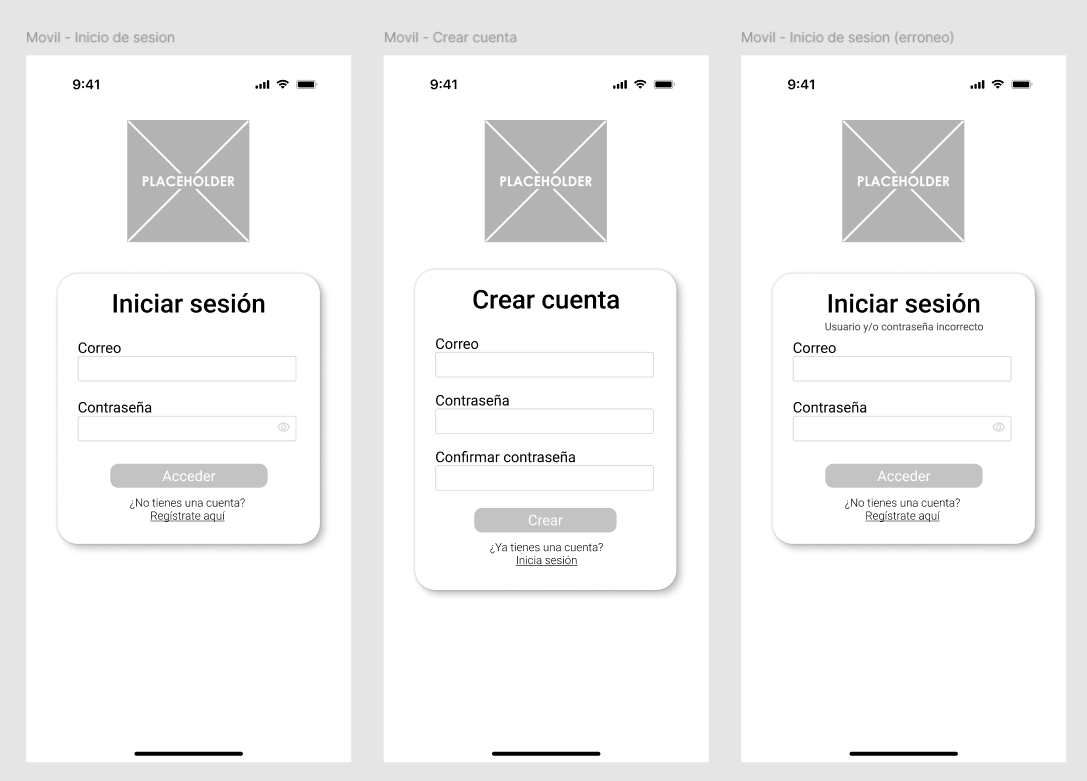 Movil - Inicio de sesion
9:41
PLACEHOLDER
Iniciar sesión
Correo
Contraseña
Acceder
¿No tienes una cuenta?
Regístrate aquí
Movil - Crear cuenta
9:41
PLACEHOLDER
Crear cuenta
Correo
Contraseña
Confirmar contraseña
Crear
¿Ya tienes una cuenta?
Inicia sesión
Movil - Inicio de sesion (erroneo)
9:41
PLACEHOLDER
Iniciar sesión
Usuario y/o contraseña incorrecto
Correo
Contraseña
Acceder
¿No tienes una cuenta?
Regístrate aquí